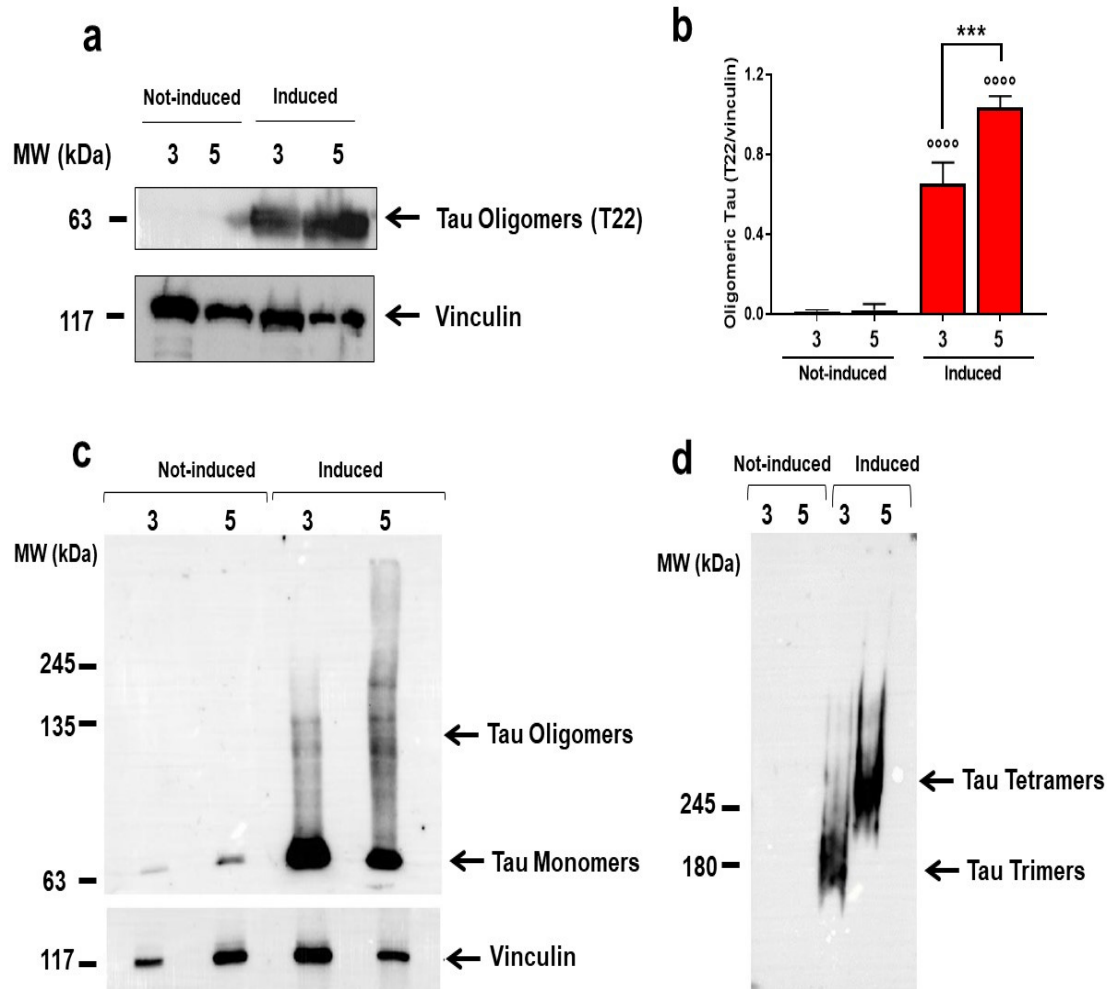 a
Not-induced Induced
MW (kDa) 3 5 3 5
63 Tau Oligomers (T22)
117 Vinculin
b
Oligomeric Tau (T22/vinculin)
***
°°°°
°°°°
1.2
0.8
0.4
0.0
3 5 3 5
Not-induced Induced
c
Not-induced Induced
3 5 3 5
MW (kDa)
245
135
Tau Oligomers
Tau Monomers
63
117 Vinculin
d
Not-induced Induced
3 5 3 5
MW (kDa)
Tau Tetramers
245
180 Tau Trimers